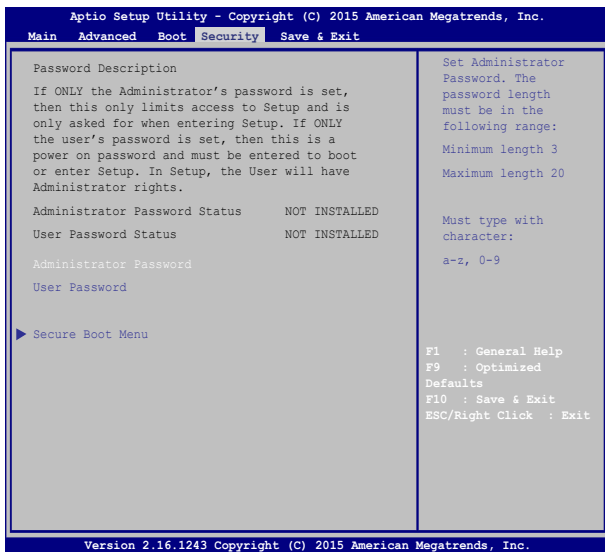 Aptio Setup Utility - Copyright (C) 2015 American Megatrends, Inc.
Main Advanced Boot Security Save & Exit
Password Description
If ONLY the Administrator's password is set,
then this only limits access to Setup and is
only asked for when entering Setup. If ONLY
the user's password is set, then this is a
power on password and must be entered to boot
or enter Setup. In Setup, the User will have
Administrator rights.
Administrator Password Status NOT INSTALLED
User Password Status NOT INSTALLED
Administrator Password
User Password
Secure Boot Menu
Set Administrator
Password. The
password length
must be in the
following range:
Minimum length 3
Maximum length 20
Must type with
character:
a-z, 0-9
F1 : General Help
F9 : Optimized
Defaults
F10 : Save & Exit
ESC/Right Click : Exit
Version 2.16.1243 Copyright (C) 2015 American Megatrends, Inc.